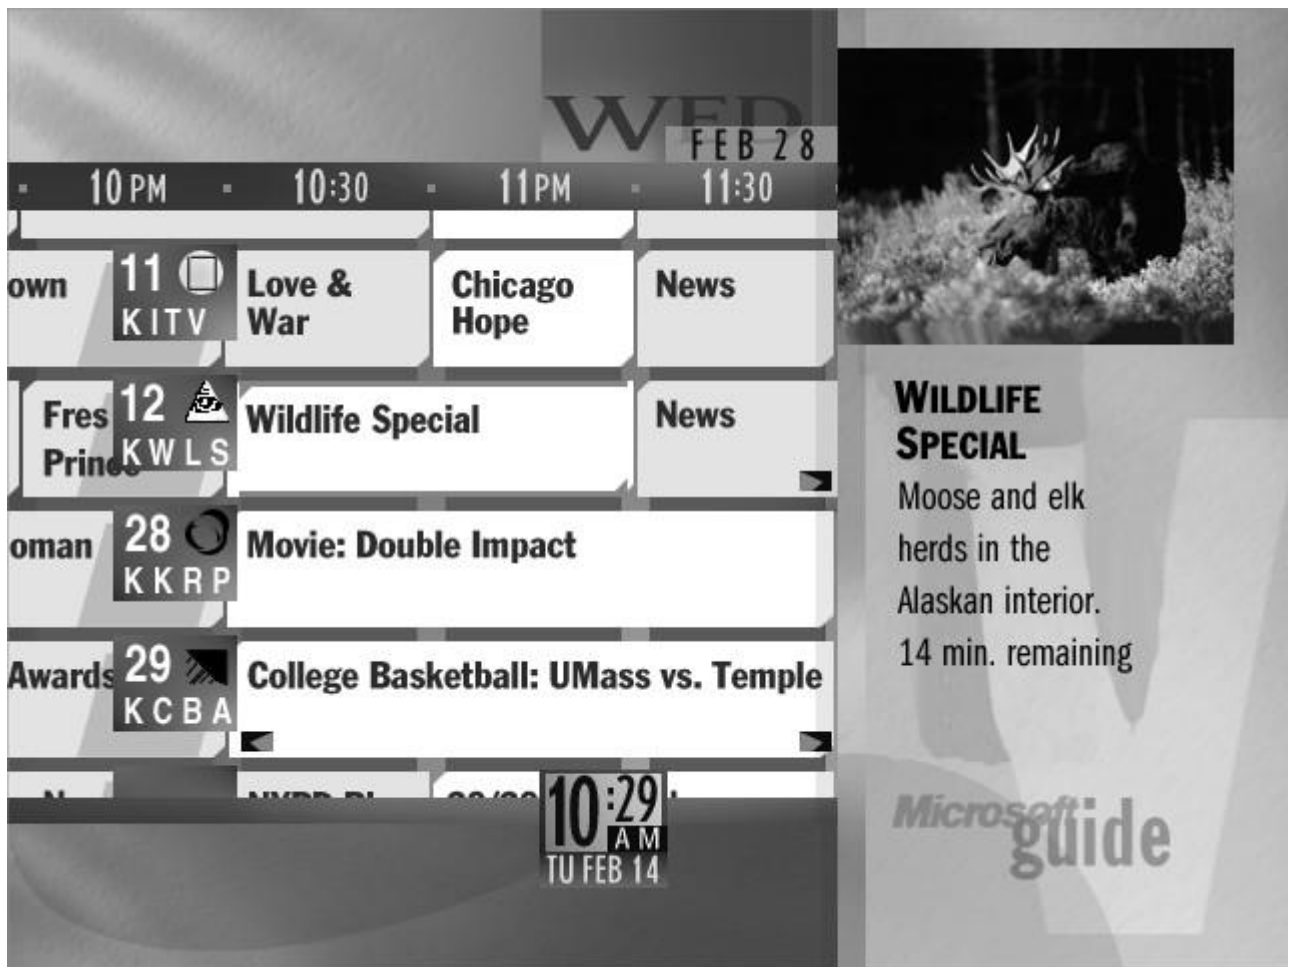 WED
FEB 28
10 PM 10:30 11 PM 11:30
own
11
KITV
Love &
War
Chicago
Hope
News
Fres
Prince
12
KWLS
Wildlife Special
News
oman
28
KKRP
Movie: Double Impact
Awards
29
KCBA
College Basketball: UMass vs. Temple
10:29
AM
TU FEB 14
WILDLIFE
SPECIAL
Moose and elk
herds in the
Alaskan interior.
14 min. remaining
Microsoft
guide